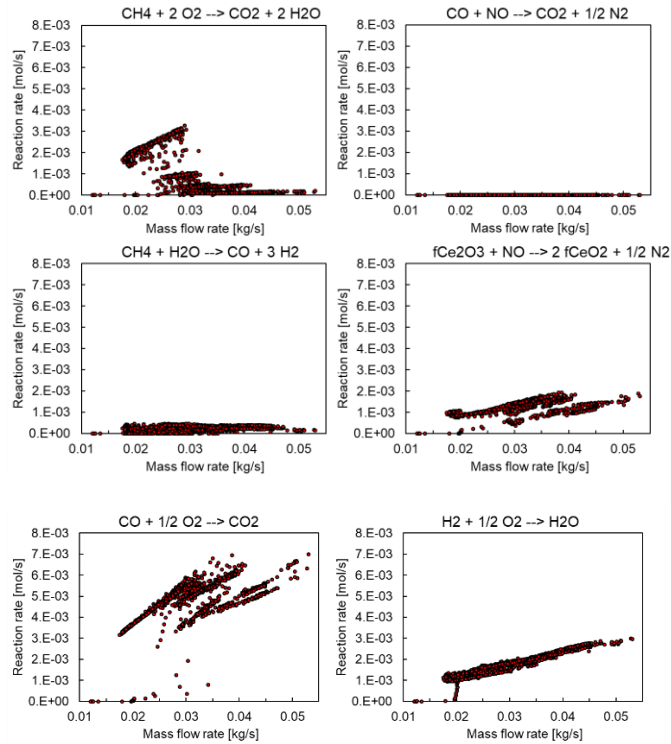 CH4 + 2 O2 --> CO2 + 2 H2O
8.E-03
7.E-03
6.E-03
5.E-03
4.E-03
3.E-03
2.E-03
1.E-03
0.E+00
Reaction rate [mol/s]
0.01 0.02 0.03 0.04 0.05
Mass flow rate [kg/s]
CO + NO --> CO2 + 1/2 N2
8.E-03
7.E-03
6.E-03
5.E-03
4.E-03
3.E-03
2.E-03
1.E-03
0.E+00
Reaction rate [mol/s]
0.01 0.02 0.03 0.04 0.05
Mass flow rate [kg/s]
CH4 + H2O --> CO + 3 H2
8.E-03
7.E-03
6.E-03
5.E-03
4.E-03
3.E-03
2.E-03
1.E-03
0.E+00
Reaction rate [mol/s]
0.01 0.02 0.03 0.04 0.05
Mass flow rate [kg/s]
fCe2O3 + NO --> 2 fCeO2 + 1/2 N2
8.E-03
7.E-03
6.E-03
5.E-03
4.E-03
3.E-03
2.E-03
1.E-03
0.E+00
Reaction rate [mol/s]
0.01 0.02 0.03 0.04 0.05
Mass flow rate [kg/s]
CO + 1/2 O2 --> CO2
8.E-03
7.E-03
6.E-03
5.E-03
4.E-03
3.E-03
2.E-03
1.E-03
0.E+00
Reaction rate [mol/s]
0.01 0.02 0.03 0.04 0.05
Mass flow rate [kg/s]
H2 + 1/2 O2 --> H2O
8.E-03
7.E-03
6.E-03
5.E-03
4.E-03
3.E-03
2.E-03
1.E-03
0.E+00
Reaction rate [mol/s]
0.01 0.02 0.03 0.04 0.05
Mass flow rate [kg/s]